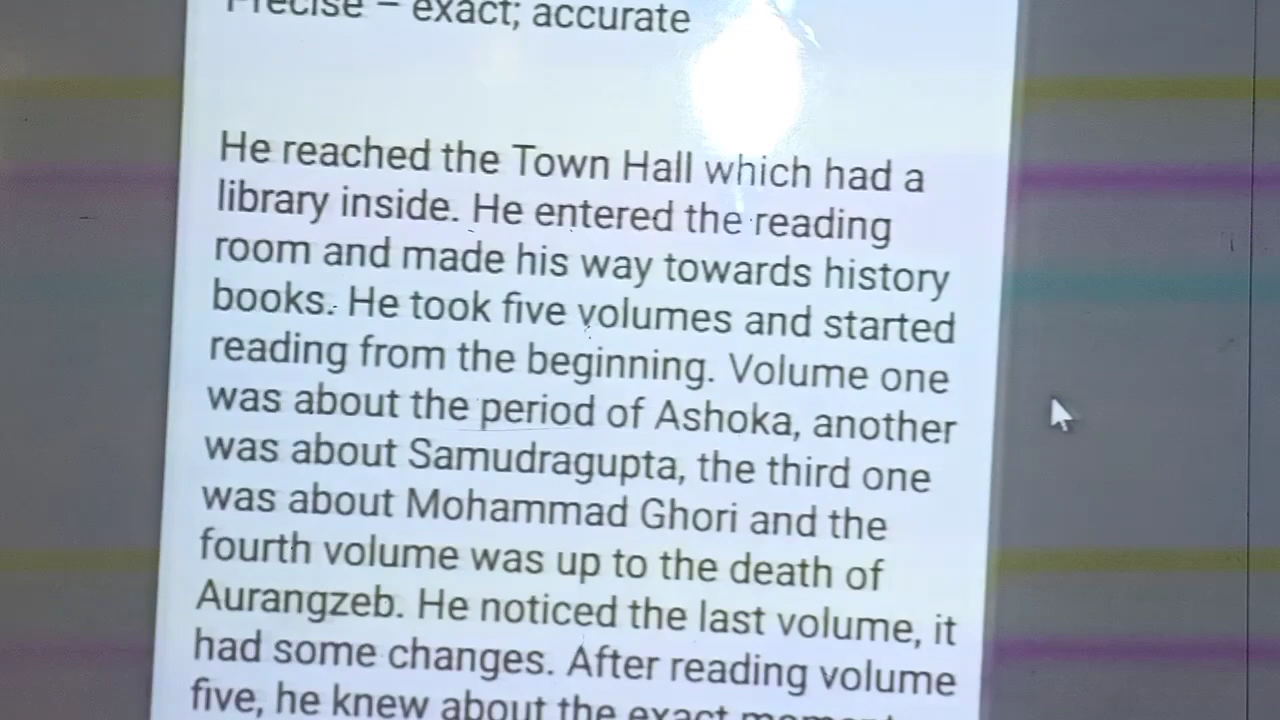 Precise – exact; accurate
He reached the Town Hall which had a
library inside. He entered the reading
room and made his way towards history
books. He took five volumes and started
reading from the beginning. Volume one
was about the period of Ashoka, another
was about Samudragupta, the third one
was about Mohammad Ghori and the
fourth volume was up to the death of
Aurangzeb. He noticed the last volume, it
had some changes. After reading volume
five, he knew about the exact